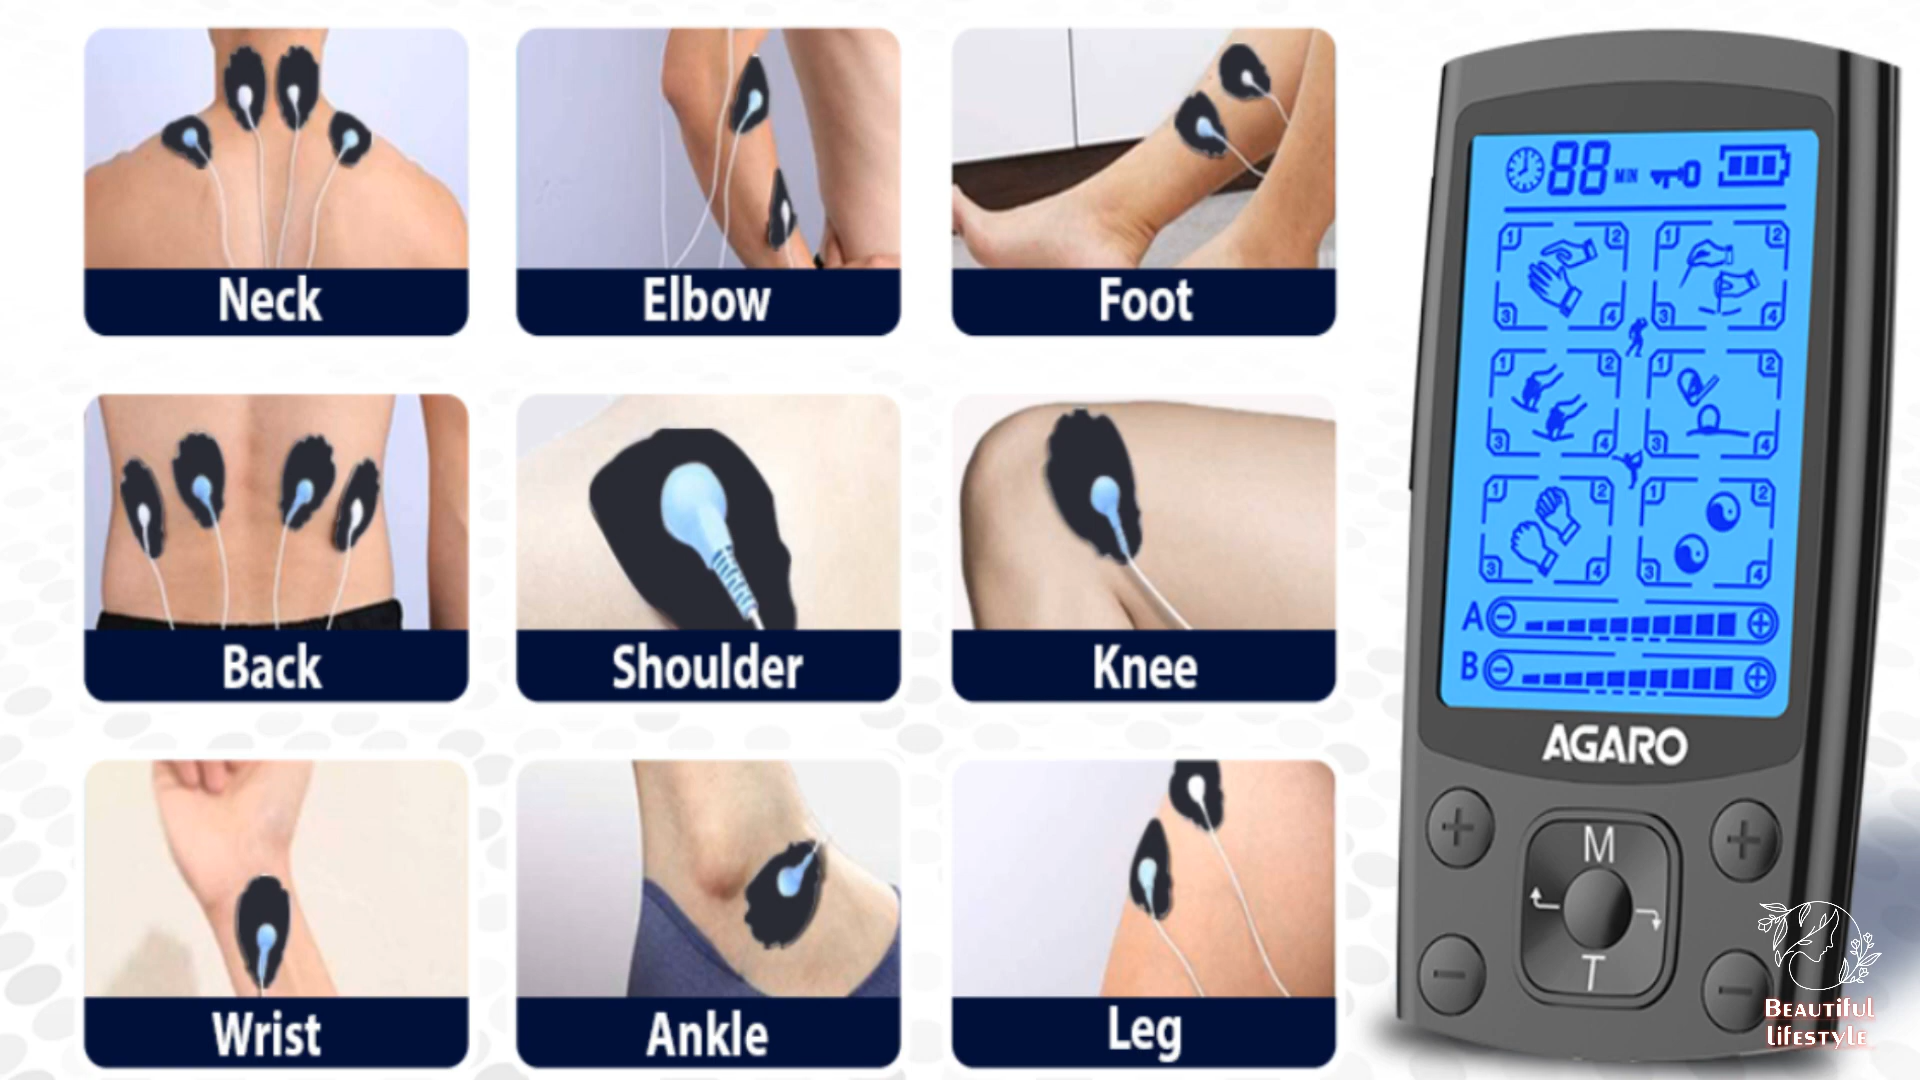 Neck
Elbow
Foot
Back
Shoulder
Knee
Wrist
Ankle
Leg
88 MIN
1 2 1 2
3 4 3 4
1 2 1 2
3 4 3 4
1 2 1 2
3 4 3 4
A
B
AGARO
M
T
Beautiful
lifestyle